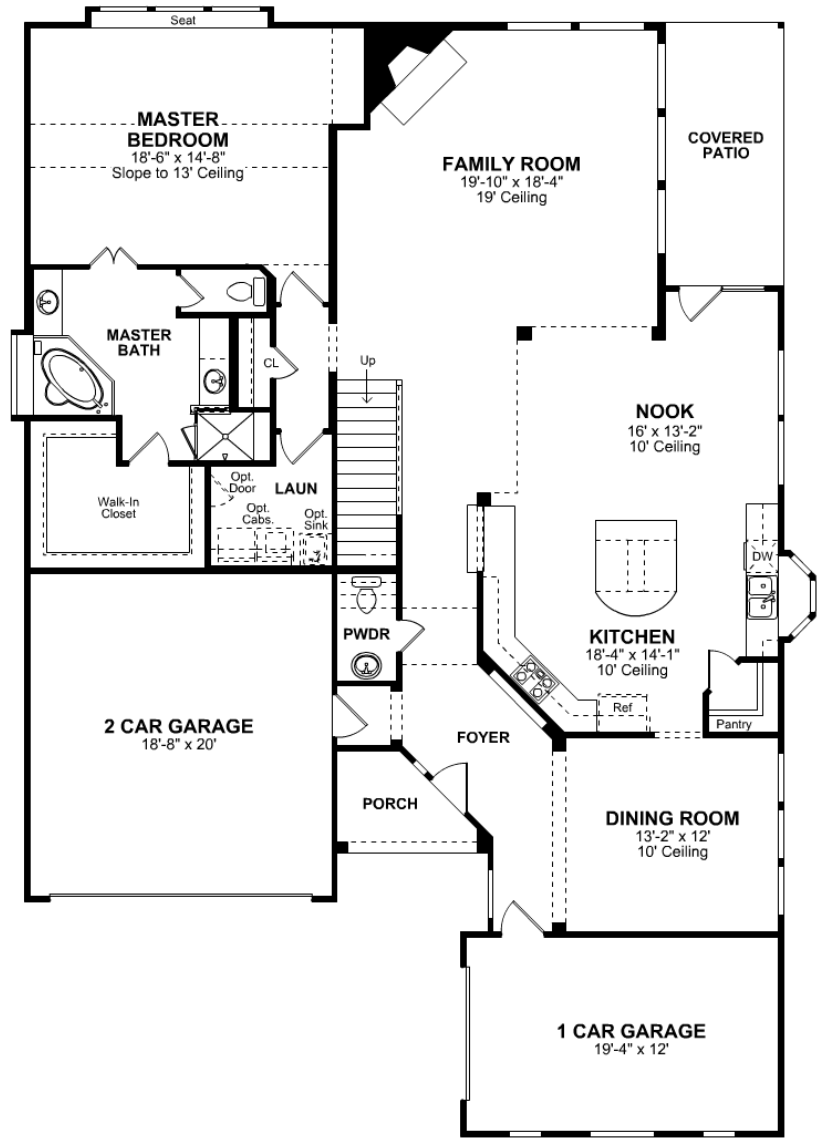 Seat
MASTER
BEDROOM
18'-6" x 14'-8"
Slope to 13' Ceiling
FAMILY ROOM
19'-10" x 18'-4"
19' Ceiling
COVERED
PATIO
MASTER
BATH
CL
Up
NOOK
16' x 13'-2"
10' Ceiling
Walk-In
Closet
Opt.
Door
LAUN
Opt.
Cabs.
Opt.
Sink
DW
PWDR
KITCHEN
18'-4" x 14'-1"
10' Ceiling
Ref
Pantry
2 CAR GARAGE
18'-8" x 20'
FOYER
PORCH
DINING ROOM
13'-2" x 12'
10' Ceiling
1 CAR GARAGE
19'-4" x 12'